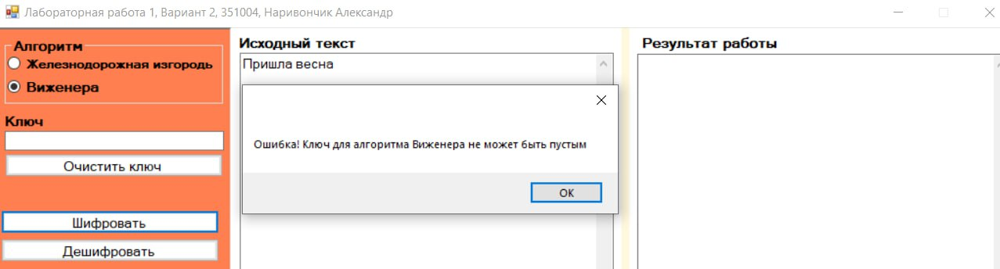 Лабораторная работа 1, Вариант 2, 351004, Наривончик Александр
Алгоритм
Железнодорожная изгородь
Виженера
Ключ
Очистить ключ
Шифровать
Дешифровать
Исходный текст
Пришла весна
Ошибка! Ключ для алгоритма Виженера не может быть пустым
ОК
Результат работы